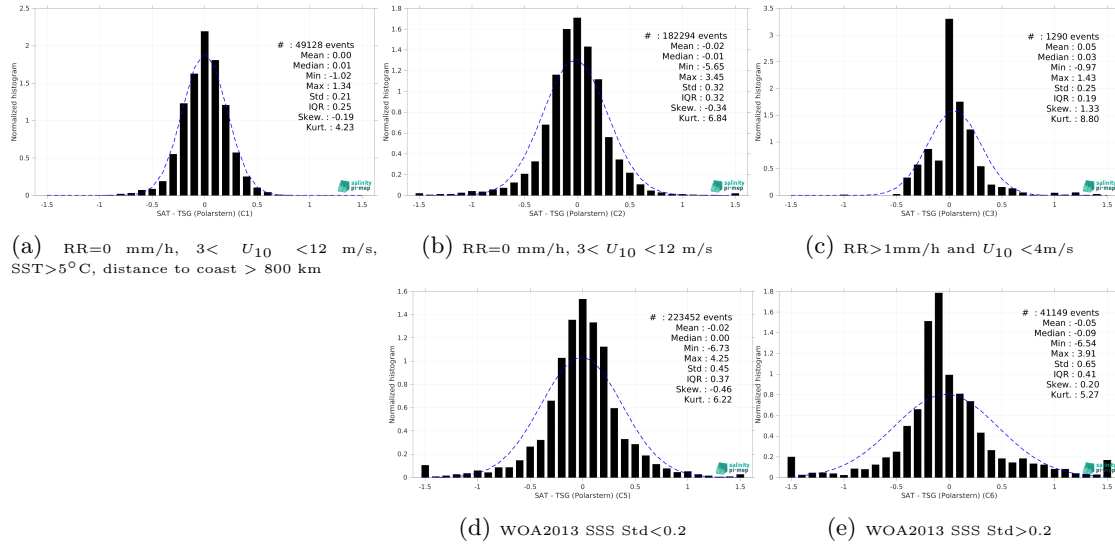 2.5
2
1.5
1
0.5
0
-1.5 -1 -0.5 0 0.5 1 1.5
Normalized histogram
SAT - TSG (Polarstern) (C1)
# : 49128 events
Mean : 0.00
Median : 0.01
Min : -1.02
Max : 1.34
Std : 0.21
IQR : 0.25
Skew. : -0.19
Kurt. : 4.23
salinity
pi-mep
1.8
1.6
1.4
1.2
1
0.8
0.6
0.4
0.2
0
-1.5 -1 -0.5 0 0.5 1 1.5
Normalized histogram
SAT - TSG (Polarstern) (C2)
# : 182294 events
Mean : -0.02
Median : -0.01
Min : -5.65
Max : 3.45
Std : 0.32
IQR : 0.32
Skew. : -0.34
Kurt. : 6.84
salinity
pi-mep
3.5
3
2.5
2
1.5
1
0.5
0
-1.5 -1 -0.5 0 0.5 1 1.5
Normalized histogram
SAT - TSG (Polarstern) (C3)
# : 1290 events
Mean : 0.05
Median : 0.03
Min : -0.97
Max : 1.43
Std : 0.25
IQR : 0.19
Skew. : 1.33
Kurt. : 8.80
salinity
pi-mep
(a) RR=0 mm/h, 3< U10 <12 m/s,
SST>5°C, distance to coast > 800 km
(b) RR=0 mm/h, 3< U10 <12 m/s
(c) RR>1mm/h and U10 <4m/s
1.6
1.4
1.2
1
0.8
0.6
0.4
0.2
0
-1.5 -1 -0.5 0 0.5 1 1.5
Normalized histogram
SAT - TSG (Polarstern) (C5)
# : 223452 events
Mean : -0.02
Median : 0.00
Min : -6.73
Max : 4.25
Std : 0.45
IQR : 0.37
Skew. : -0.46
Kurt. : 6.22
salinity
pi-mep
1.8
1.6
1.4
1.2
1
0.8
0.6
0.4
0.2
0
-1.5 -1 -0.5 0 0.5 1 1.5
Normalized histogram
SAT - TSG (Polarstern) (C6)
# : 41149 events
Mean : -0.05
Median : -0.09
Min : -6.54
Max : 3.91
Std : 0.65
IQR : 0.41
Skew. : 0.20
Kurt. : 5.27
salinity
pi-mep
(d) WOA2013 SSS Std<0.2
(e) WOA2013 SSS Std>0.2